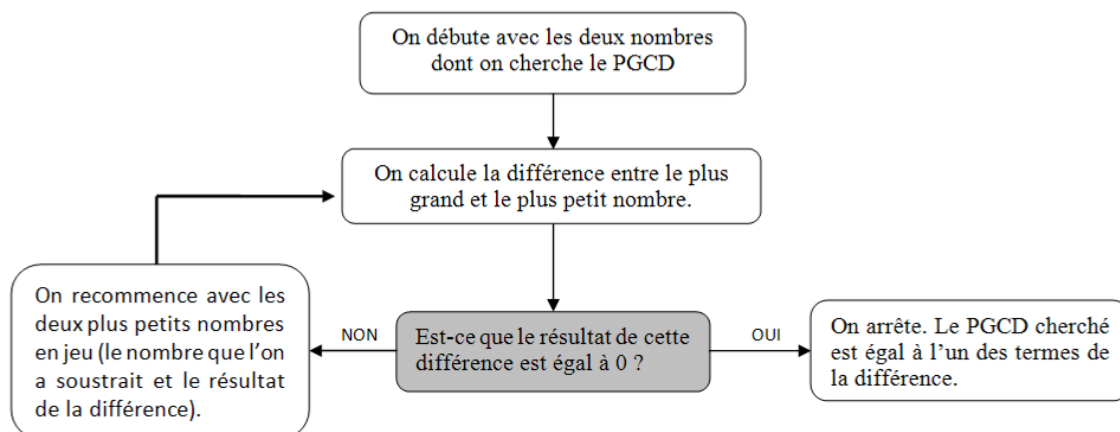 On débute avec les deux nombres
dont on cherche le PGCD
On calcule la différence entre le plus
grand et le plus petit nombre.
On recommence avec les
deux plus petits nombres
en jeu (le nombre que l'on
a soustrait et le résultat
de la différence).
NON
Est-ce que le résultat de cette
différence est égal à 0 ?
OUI
On arrête. Le PGCD cherché
est égal à l'un des termes de
la différence.